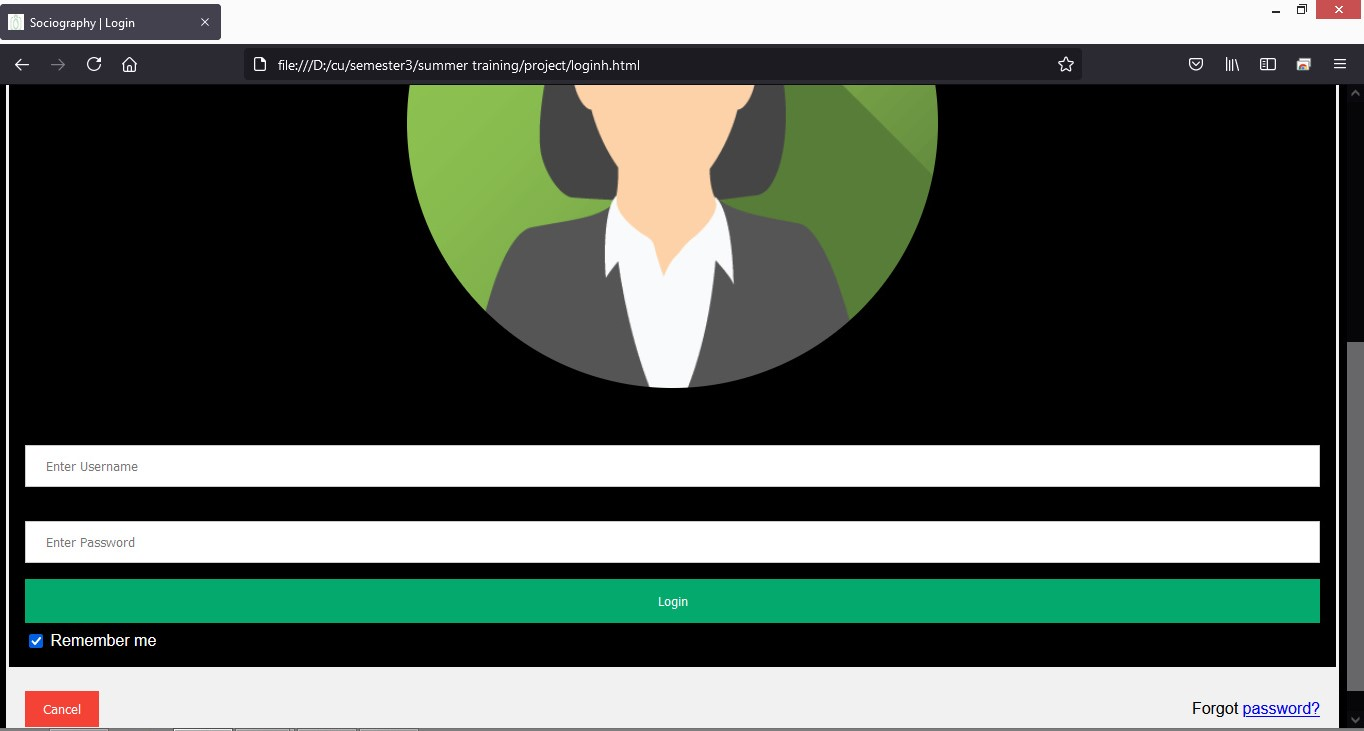 Sociography | Login
file:///D:/cu/semester3/summer training/project/loginh.html
Enter Username
Enter Password
Login
Remember me
Cancel
Forgot password?